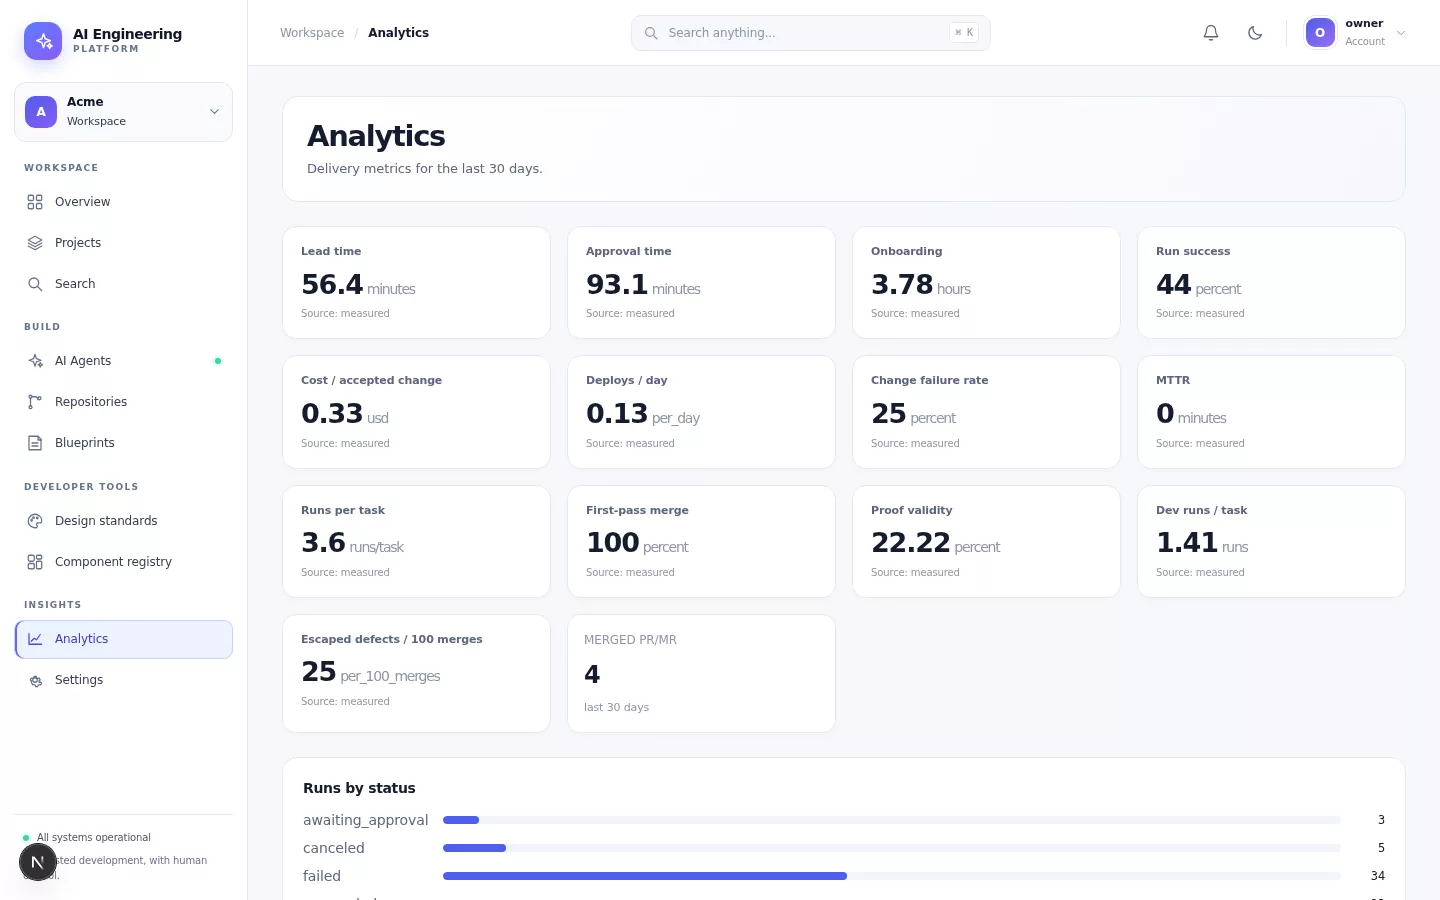 AI Engineering
PLATFORM
Workspace / Analytics
Search anything...
⌘ K
O
owner
Account
A
Acme
Workspace
WORKSPACE
Overview
Projects
Search
BUILD
AI Agents
Repositories
Blueprints
DEVELOPER TOOLS
Design standards
Component registry
INSIGHTS
Analytics
Settings
All systems operational
development, with human
N
Analytics
Delivery metrics for the last 30 days.
Lead time
56.4 minutes
Source: measured
Approval time
93.1 minutes
Source: measured
Onboarding
3.78 hours
Source: measured
Run success
44 percent
Source: measured
Cost / accepted change
0.33 usd
Source: measured
Deploys / day
0.13 per_day
Source: measured
Change failure rate
25 percent
Source: measured
MTTR
0 minutes
Source: measured
Runs per task
3.6 runs/task
Source: measured
First-pass merge
100 percent
Source: measured
Proof validity
22.22 percent
Source: measured
Dev runs / task
1.41 runs
Source: measured
Escaped defects / 100 merges
25 per_100_merges
Source: measured
MERGED PR/MR
4
last 30 days
Runs by status
awaiting_approval 3
canceled 5
failed 34